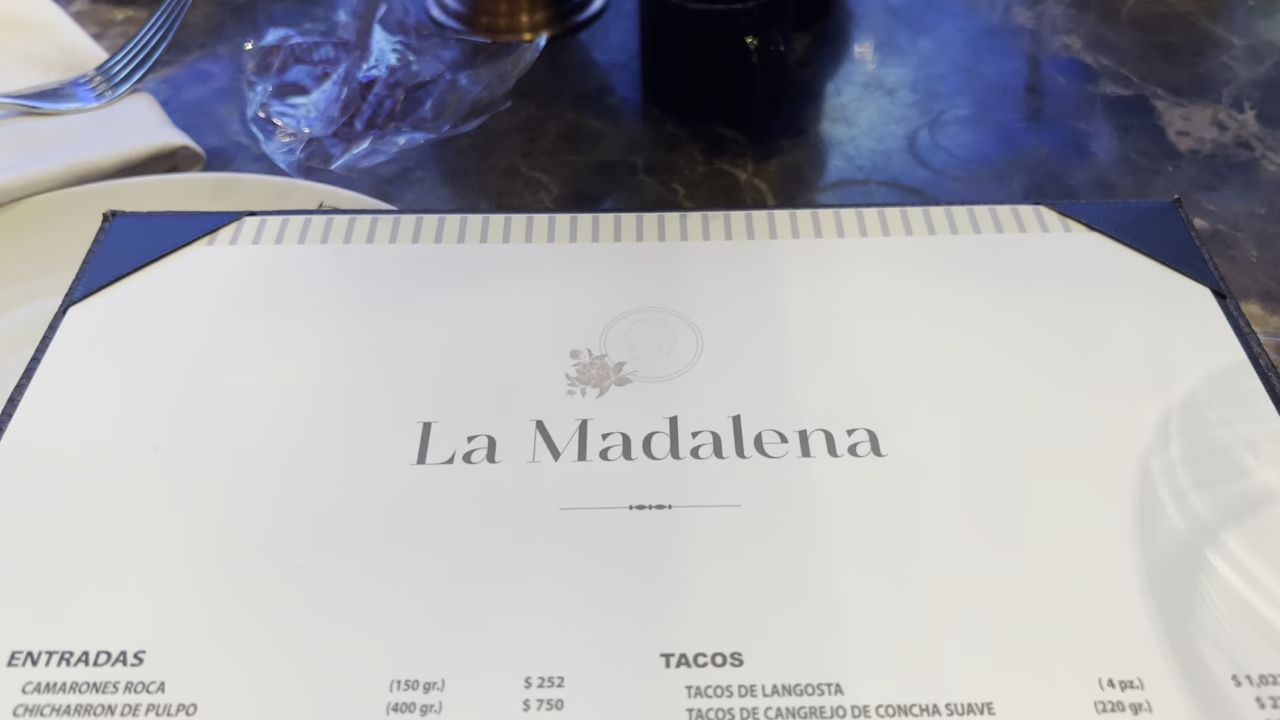 La Madalena
ENTRADAS
CAMARONES ROCA (150 gr.) $ 252
CHICHARRON DE PULPO (400 gr.) $ 750
TACOS
TACOS DE LANGOSTA (4 pz.)
TACOS DE CANGREJO DE CONCHA SUAVE (220 gr.)